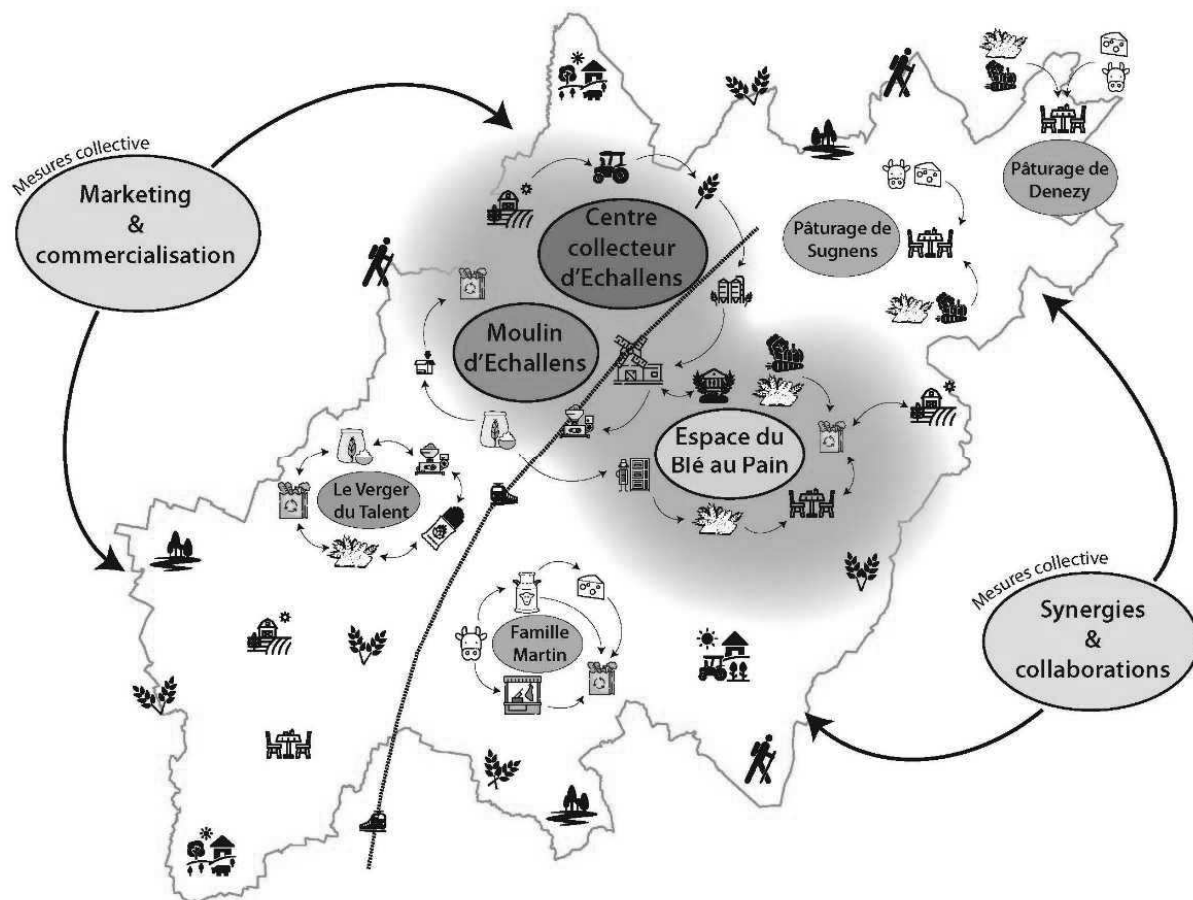 Mesures collective
Marketing
&
commercialisation
Centre
collecteur
d'Echallens
Moulin
d'Echallens
Pâturage de
Sugnens
Pâturage de
Denezy
Espace du
Blé au Pain
Le Verger
du Talent
Famille
Martin
Mesures collective
Synergies
&
collaborations